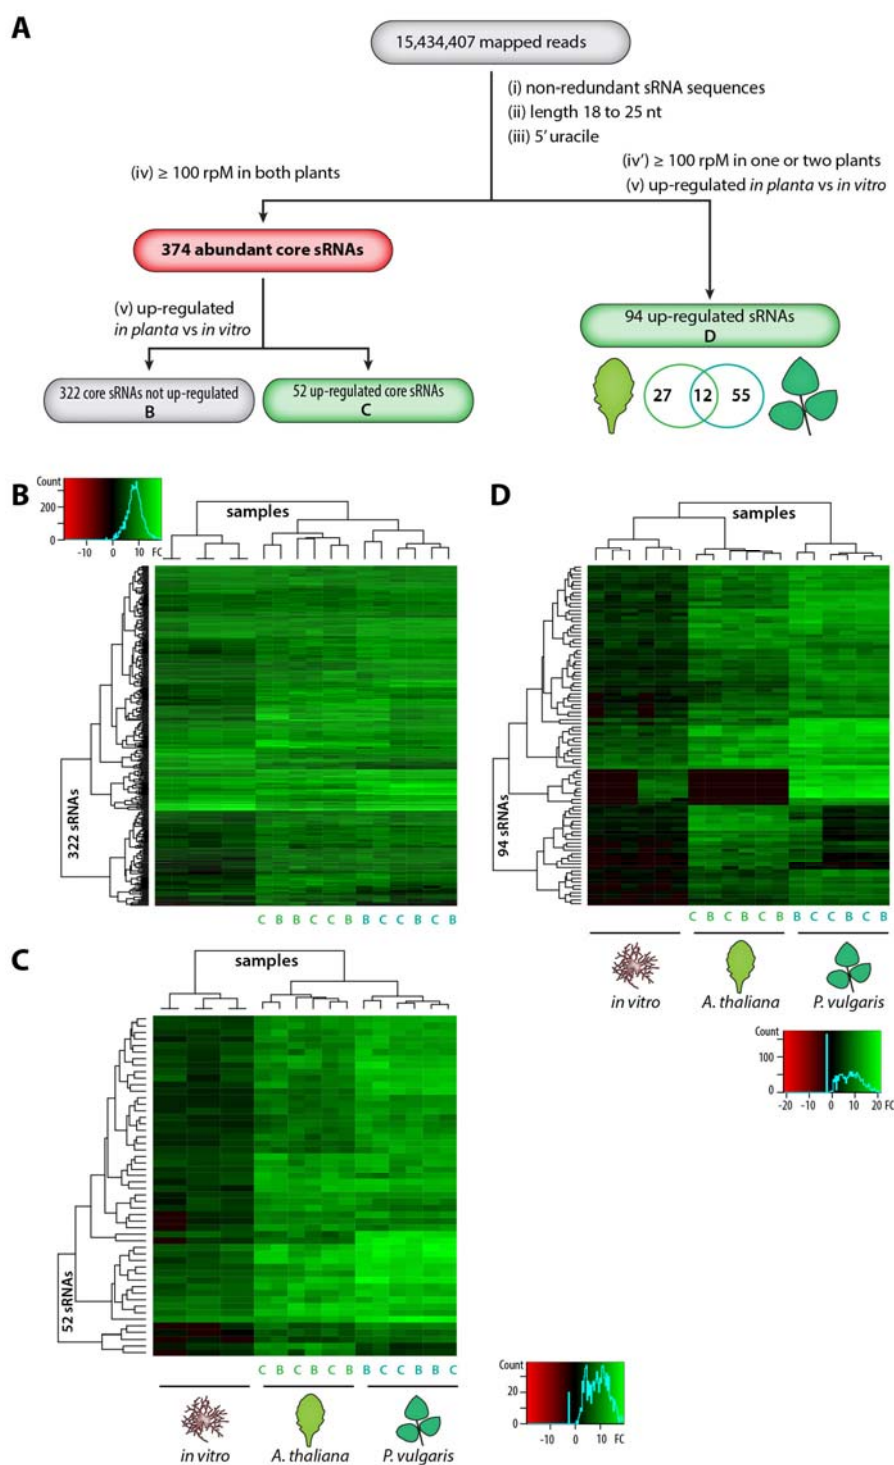 A
15,434,407 mapped reads
(i) non-redundant sRNA sequences
(ii) length 18 to 25 nt
(iii) 5' uracile
(iv) ≥ 100 rpM in both plants
(iv') ≥ 100 rpM in one or two plants
(v) up-regulated in planta vs in vitro
374 abundant core sRNAs
(v) up-regulated
in planta vs in vitro
94 up-regulated sRNAs
D
322 core sRNAs not up-regulated
B
52 up-regulated core sRNAs
C
27 12 55
B
Count
200
0
-10 0 10 FC
samples
322 sRNAs
C B B C C B B C C B C B
D
samples
94 sRNAs
C B C B C B B C C B C B
in vitro A. thaliana P. vulgaris
Count
100
0
-20 -10 0 10 20 FC
C
samples
52 sRNAs
C B C B C B B C C B B C
in vitro A. thaliana P. vulgaris
Count
20
0
-10 0 10 FC